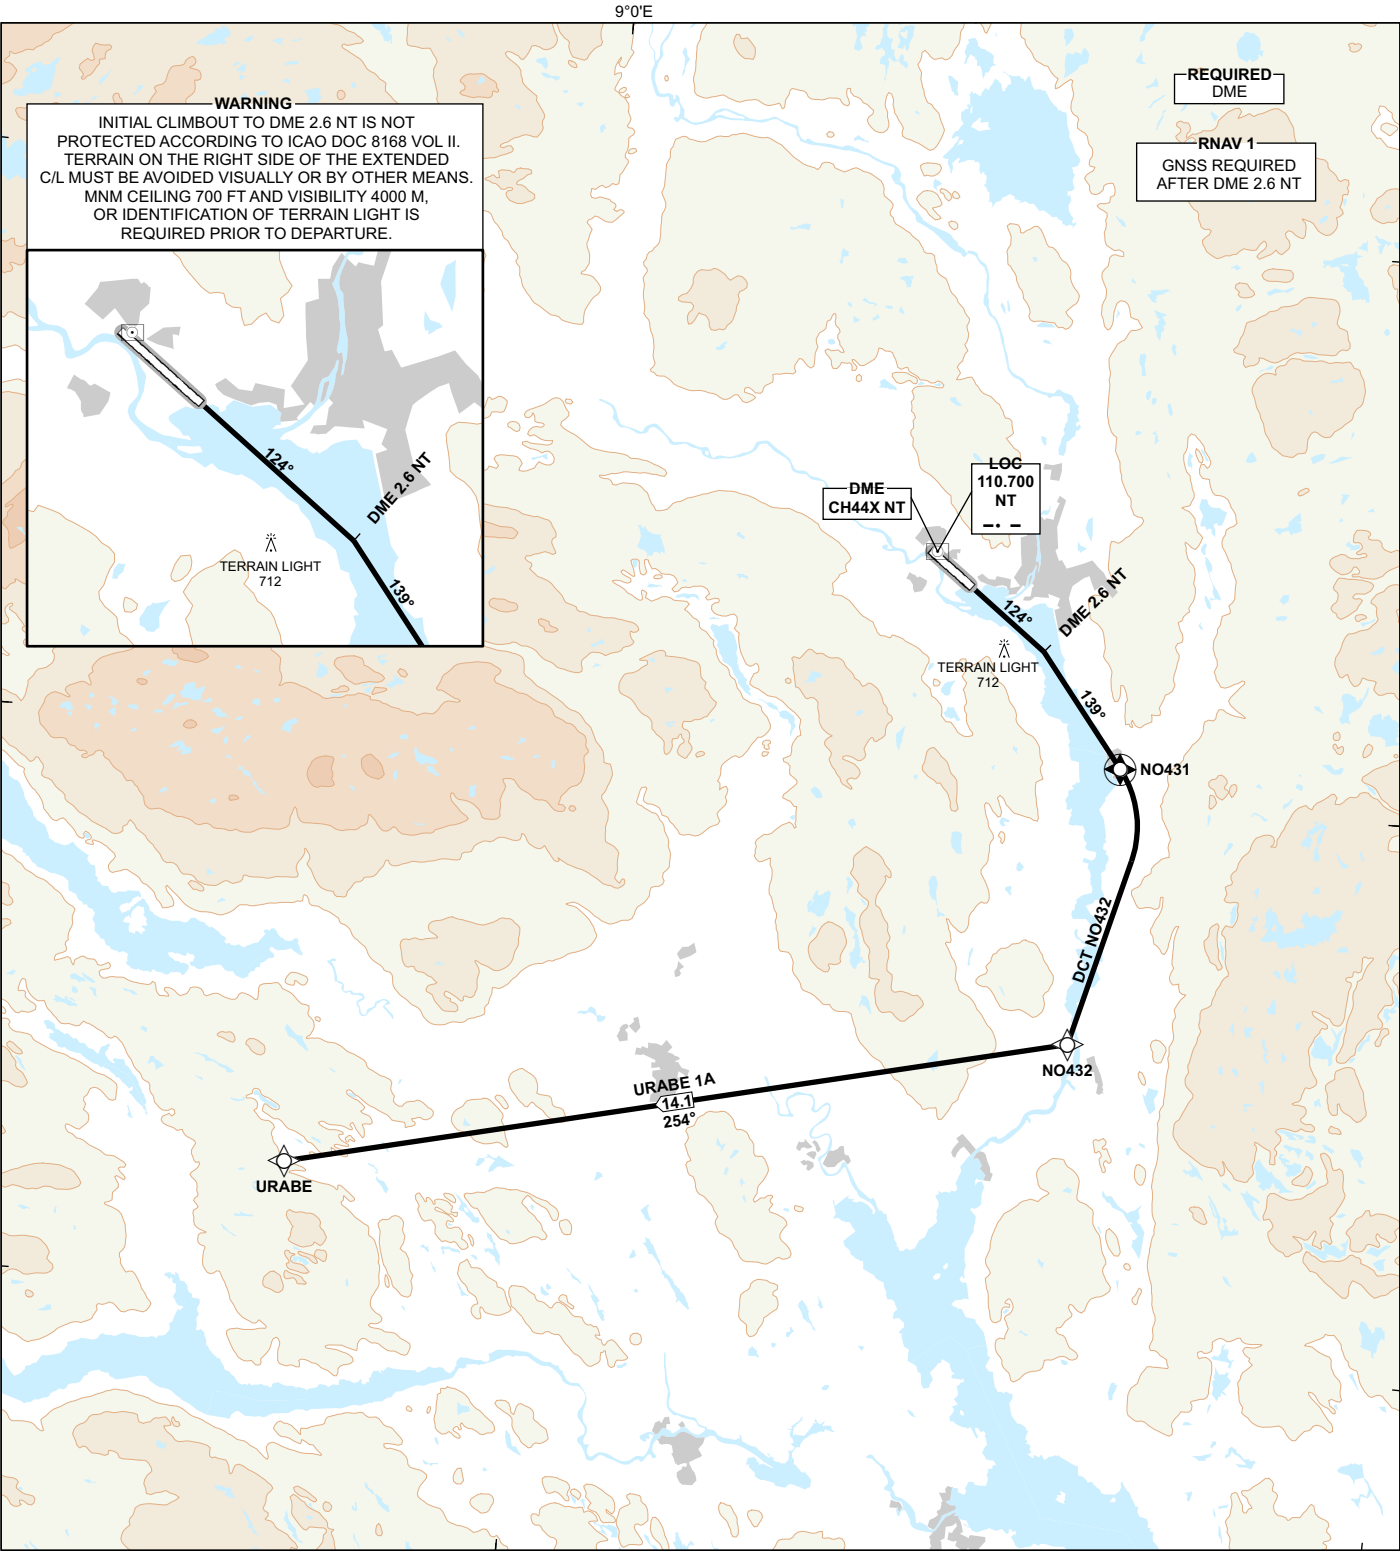 9°0'E
REQUIRED
DME
RNAV 1
GNSS REQUIRED
AFTER DME 2.6 NT
WARNING
INITIAL CLIMBOUT TO DME 2.6 NT IS NOT
PROTECTED ACCORDING TO ICAO DOC 8168 VOL II.
TERRAIN ON THE RIGHT SIDE OF THE EXTENDED
C/L MUST BE AVOIDED VISUALLY OR BY OTHER MEANS.
MNM CEILING 700 FT AND VISIBILITY 4000 M,
OR IDENTIFICATION OF TERRAIN LIGHT IS
REQUIRED PRIOR TO DEPARTURE.
124°
DME 2.6 NT
TERRAIN LIGHT
712
139°
LOC
110.700
NT
DME
CH44X NT
124°
DME 2.6 NT
TERRAIN LIGHT
712
139°
NO431
DCT NO432
NO432
URABE 1A
14.1
254°
URABE